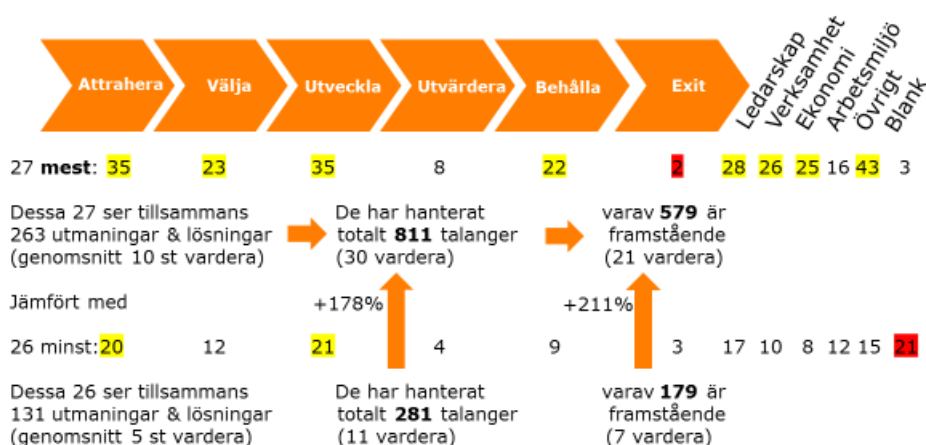 Attrahera Välja Utveckla Utvärdera Behålla Exit Ledarskap Verksamhet Ekonomi Arbetsmiljö Övrigt Blank
27 mest: 35 23 35 8 22 2 28 26 25 16 43 3
Dessa 27 ser tillsammans De har hanterat varav 579 är
263 utmaningar & lösningar totalt 811 talanger framstående
(genomsnitt 10 st vardera) (30 vardera) (21 vardera)
Jämfört med +178% +211%
26 minst: 20 12 21 4 9 3 17 10 8 12 15 21
Dessa 26 ser tillsammans De har hanterat varav 179 är
131 utmaningar & lösningar totalt 281 talanger framstående
(genomsnitt 5 st vardera) (11 vardera) (7 vardera)